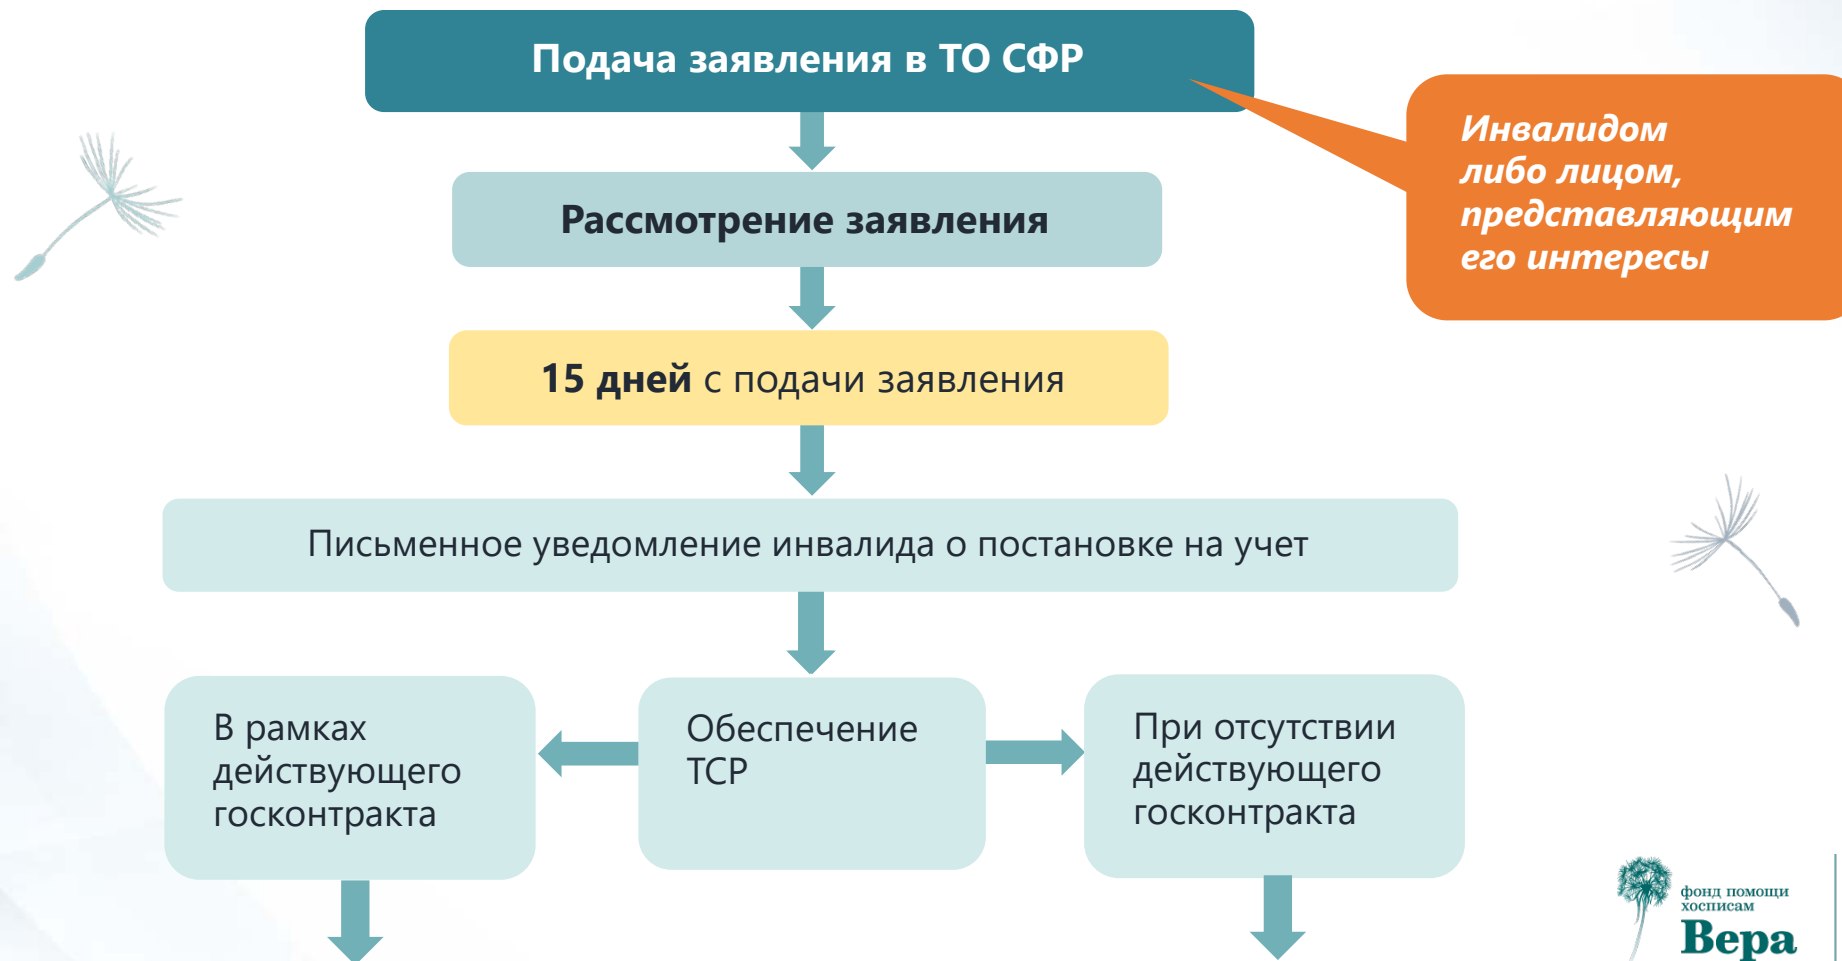 Подача заявления в ТО СФР
Инвалидом
либо лицом,
представляющим
его интересы
Рассмотрение заявления
15 дней с подачи заявления
Письменное уведомление инвалида о постановке на учет
В рамках
действующего
госконтракта
Обеспечение
ТСР
При отсутствии
действующего
госконтракта
фонд помощи
хосписам
Вера